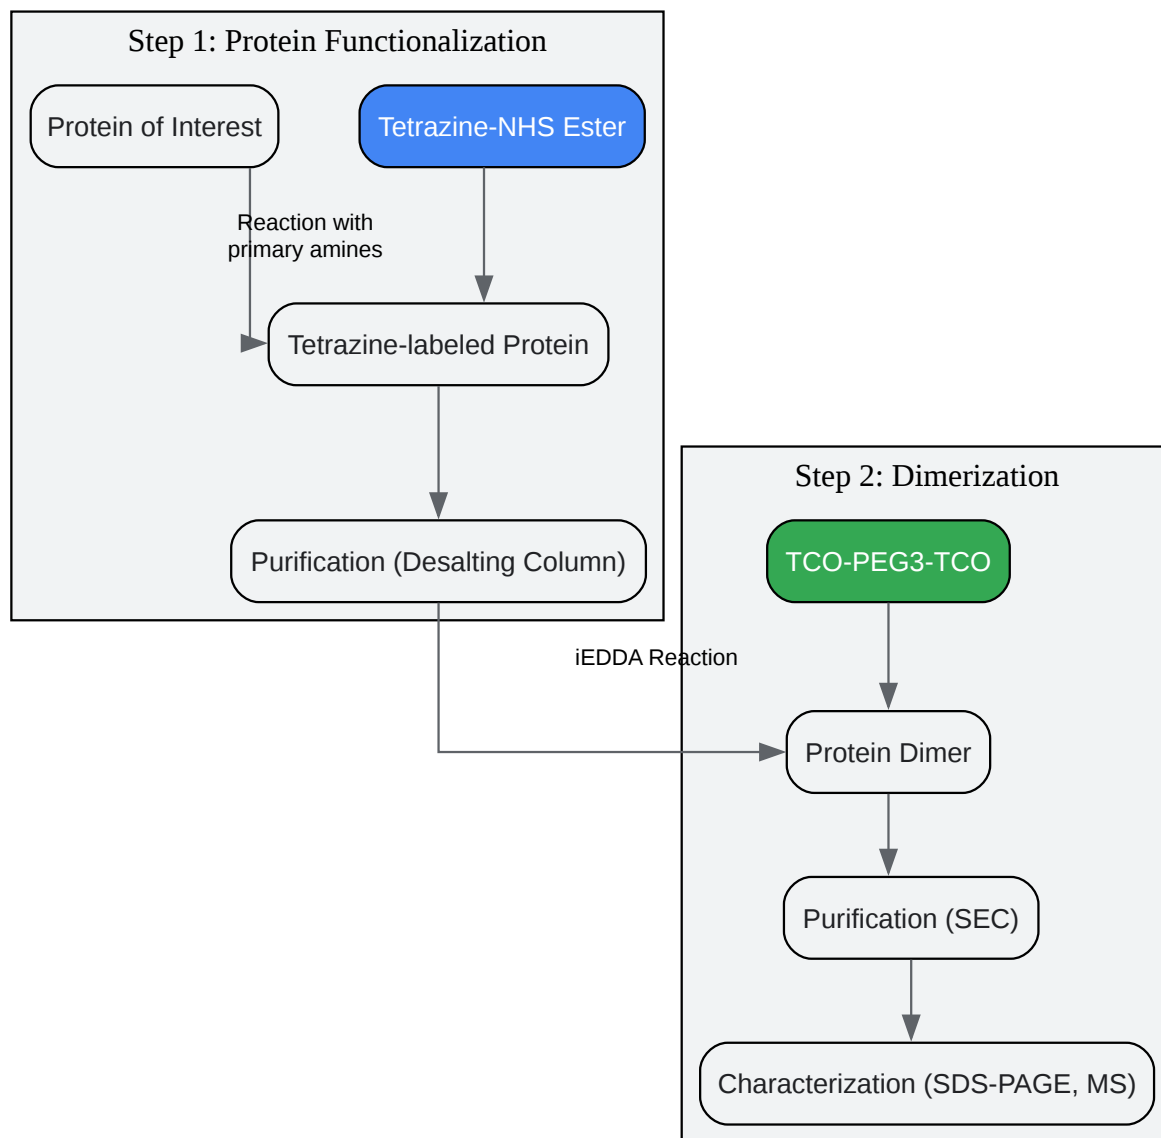 Step 1: Protein Functionalization
Protein of Interest
Tetrazine-NHS Ester
Reaction with
primary amines
Tetrazine-labeled Protein
Purification (Desalting Column)
Step 2: Dimerization
TCO-PEG3-TCO
iEDDA Reaction
Protein Dimer
Purification (SEC)
Characterization (SDS-PAGE, MS)